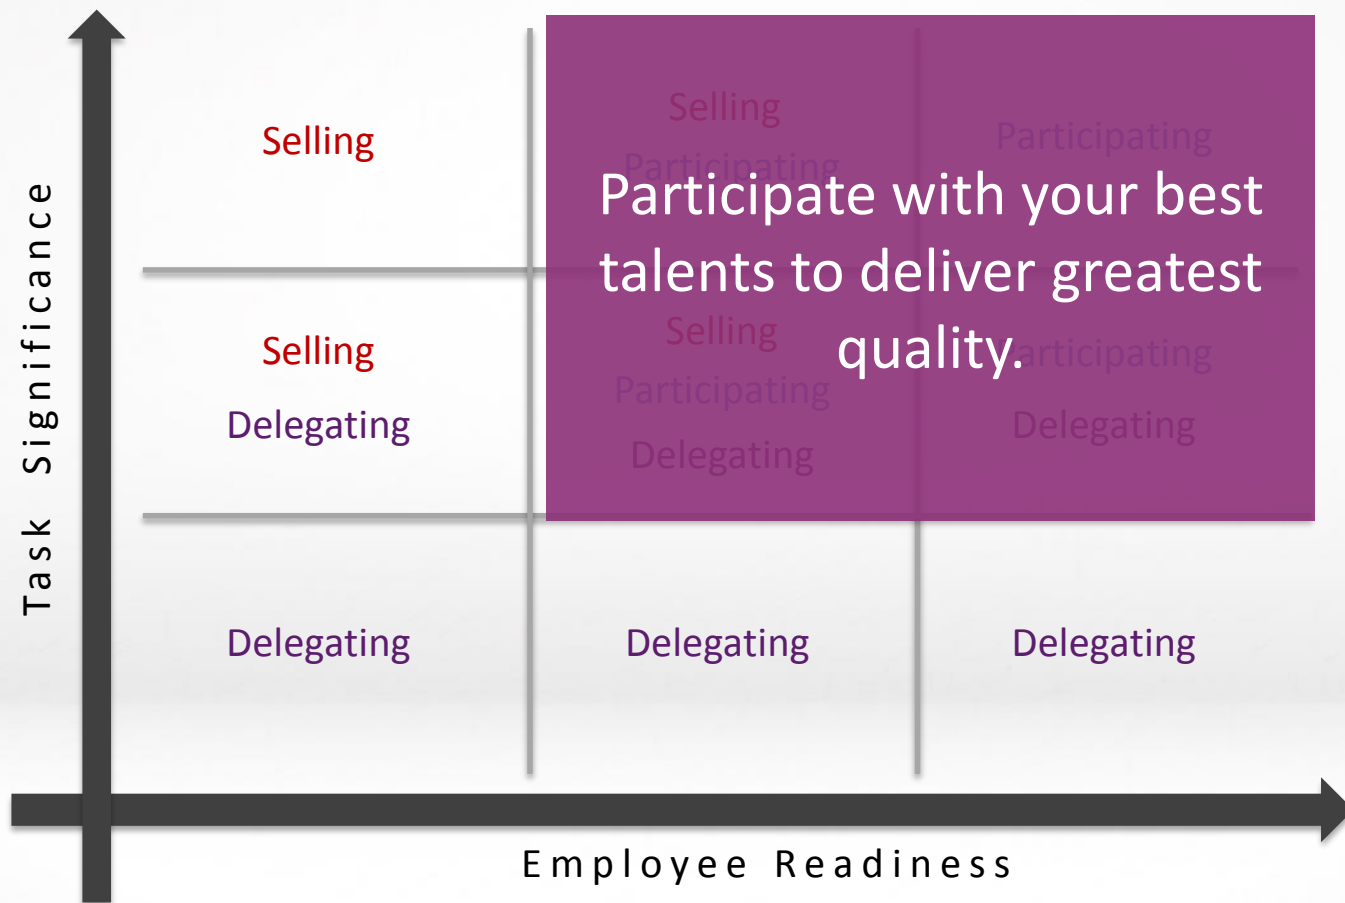 Task Significance
Selling
Selling
Participating
Participating
Participate with your best
talents to deliver greatest
quality.
Selling
Delegating
Selling
Participating
Delegating
Participating
Delegating
Delegating
Delegating
Delegating
Employee Readiness